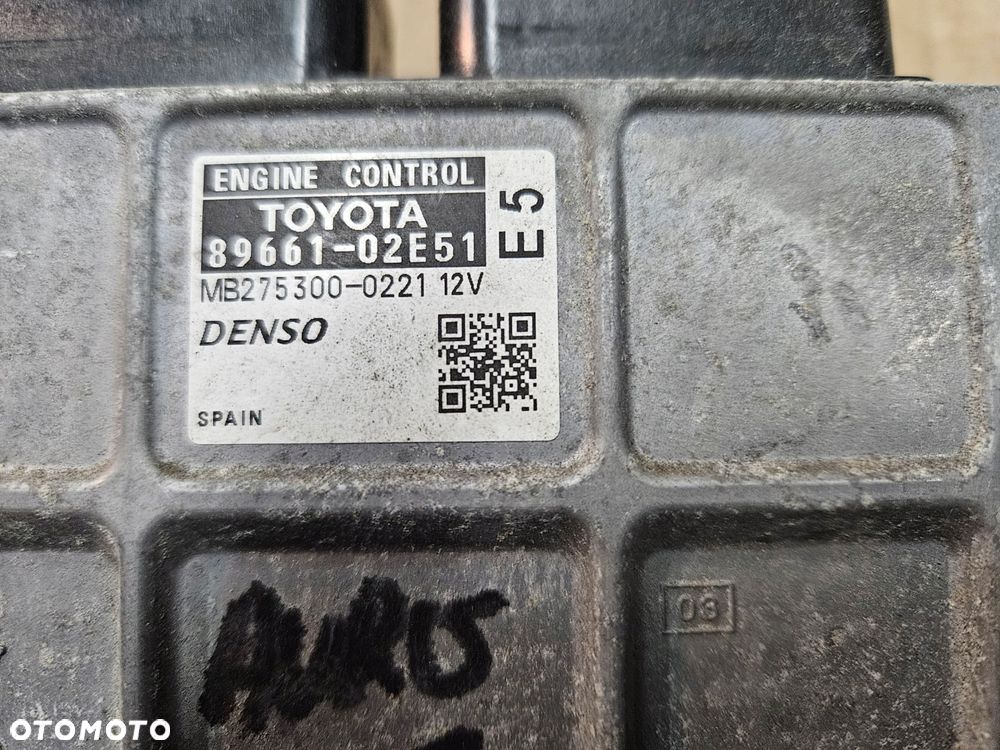 ENGINE CONTROL
TOYOTA
89661-02E51
E5
MB275300-0221 12V
DENSO
SPAIN
03
AURIS
OTOMOTO